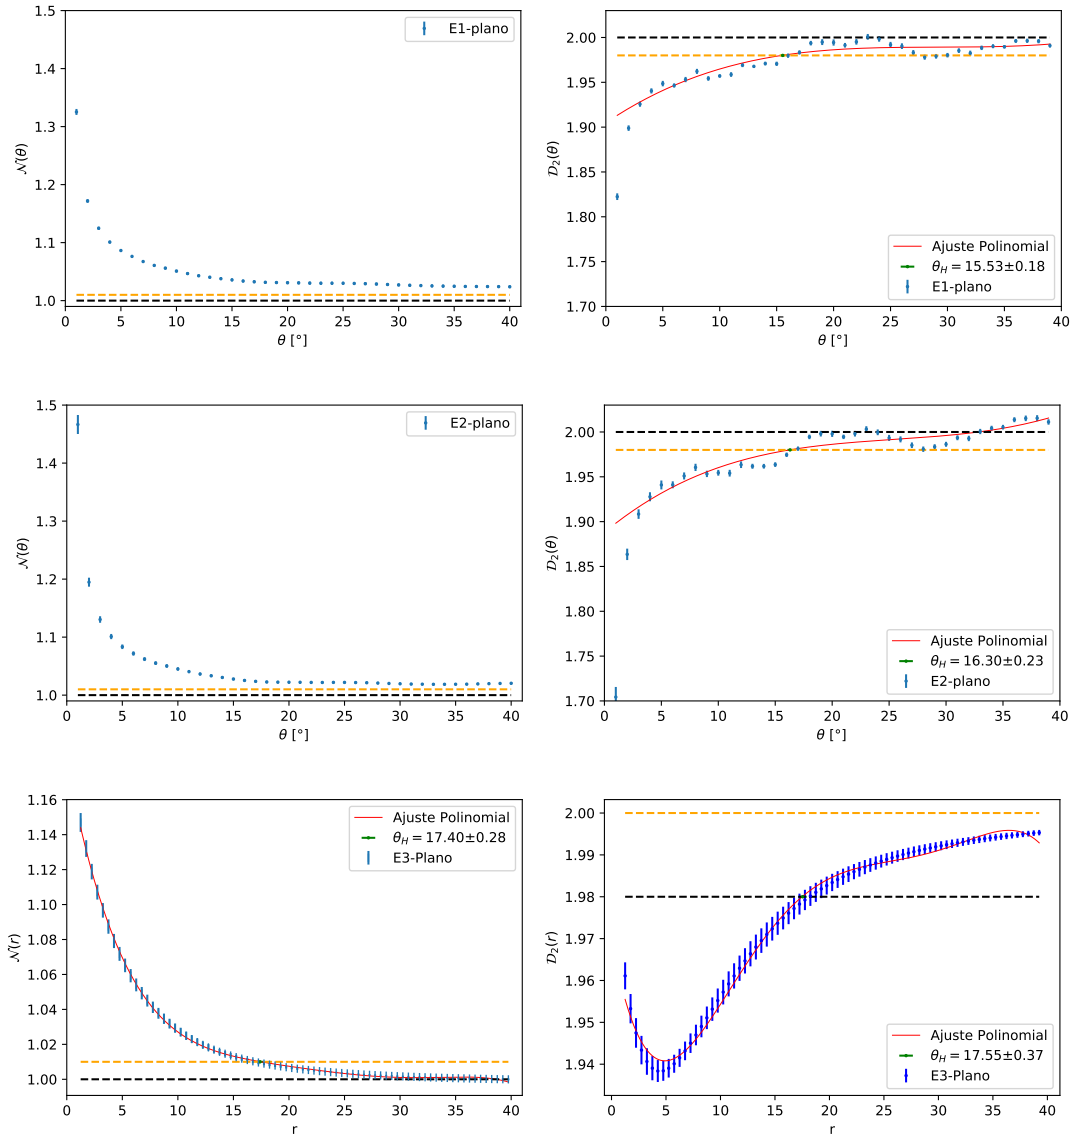 1.5
1.4
1.3
1.2
1.1
1.0
𝒩(θ)
0 5 10 15 20 25 30 35 40
θ [°]
E1-plano
2.00
1.95
1.90
1.85
1.80
1.75
1.70
𝒟₂(θ)
0 5 10 15 20 25 30 35 40
θ [°]
Ajuste Polinomial
θ_H = 15.53±0.18
E1-plano
1.5
1.4
1.3
1.2
1.1
1.0
𝒩(θ)
0 5 10 15 20 25 30 35 40
θ [°]
E2-plano
2.00
1.95
1.90
1.85
1.80
1.75
1.70
𝒟₂(θ)
0 5 10 15 20 25 30 35 40
θ [°]
Ajuste Polinomial
θ_H = 16.30±0.23
E2-plano
1.16
1.14
1.12
1.10
1.08
1.06
1.04
1.02
1.00
𝒩(r)
0 5 10 15 20 25 30 35 40
r
Ajuste Polinomial
θ_H = 17.40±0.28
E3-Plano
2.00
1.99
1.98
1.97
1.96
1.95
1.94
𝒟₂(r)
0 5 10 15 20 25 30 35 40
r
Ajuste Polinomial
θ_H = 17.55±0.37
E3-Plano